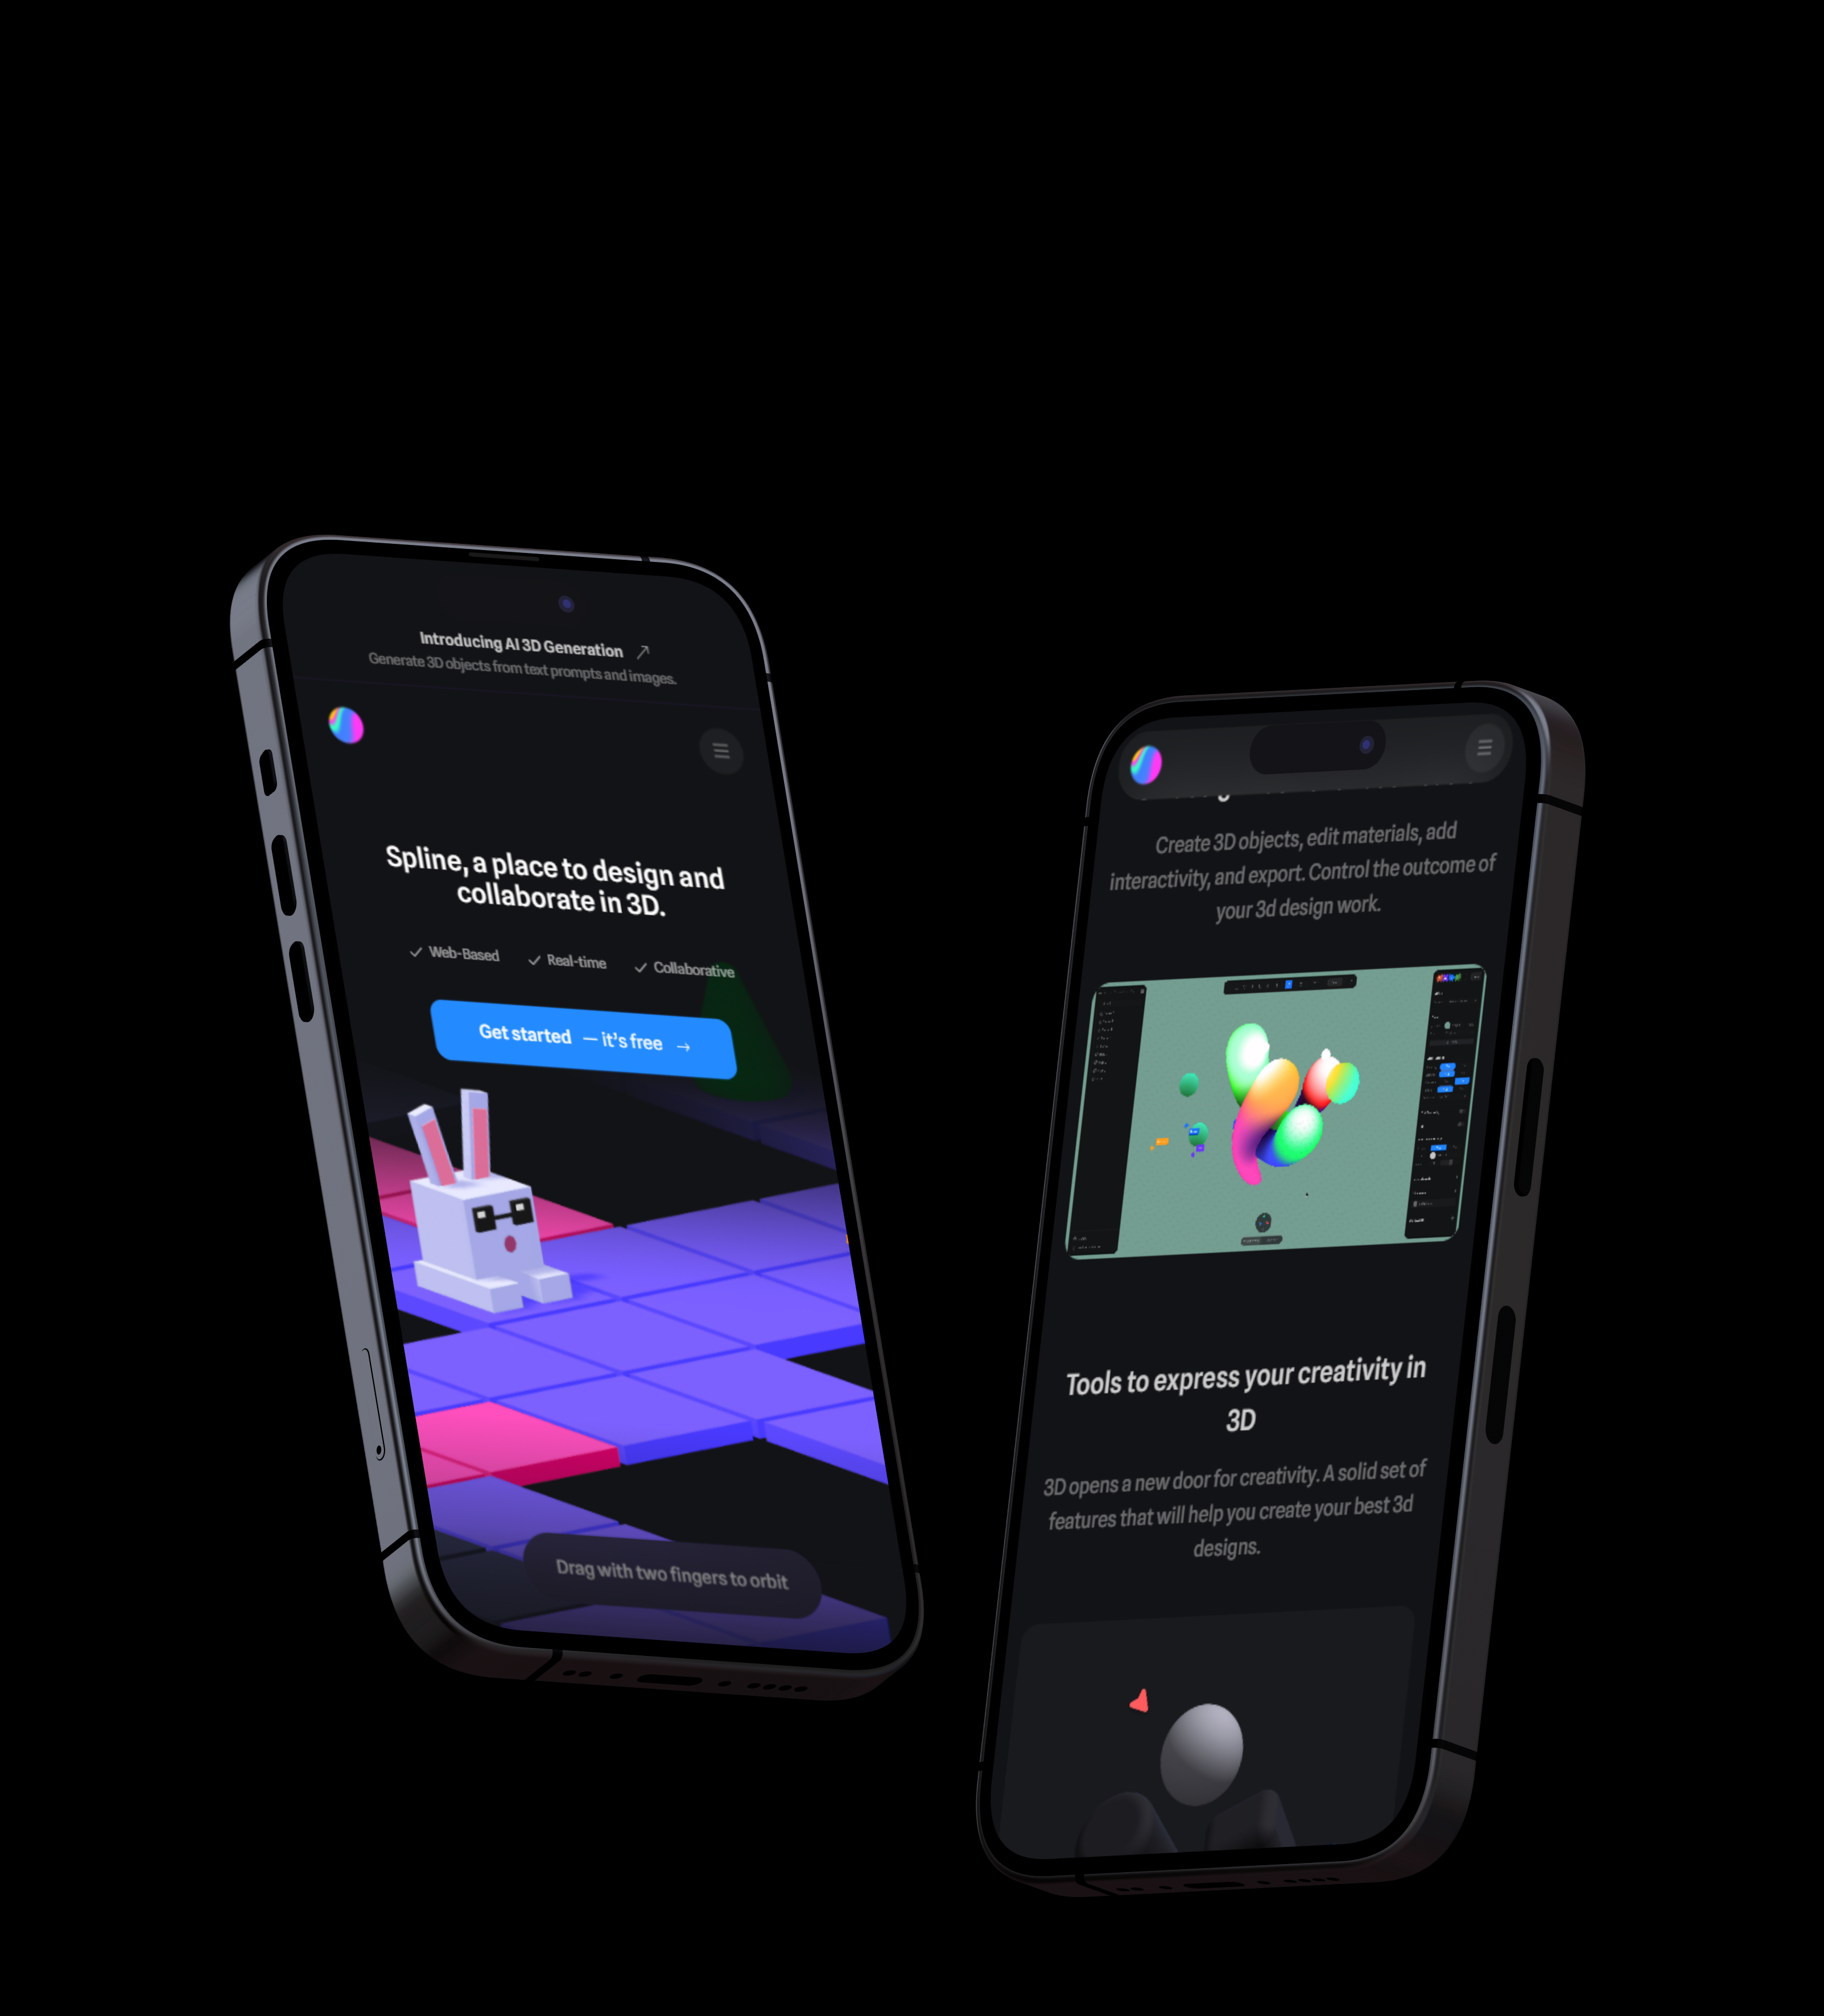 Introducing AI 3D Generation ↗
Generate 3D objects from text prompts and images.
Spline, a place to design and
collaborate in 3D.
✓ Web-Based ✓ Real-time ✓ Collaborative
Get started — it's free →
Drag with two fingers to orbit
Create 3D objects, edit materials, add
interactivity, and export. Control the outcome of
your 3d design work.
Tools to express your creativity in
3D
3D opens a new door for creativity. A solid set of
features that will help you create your best 3d
designs.